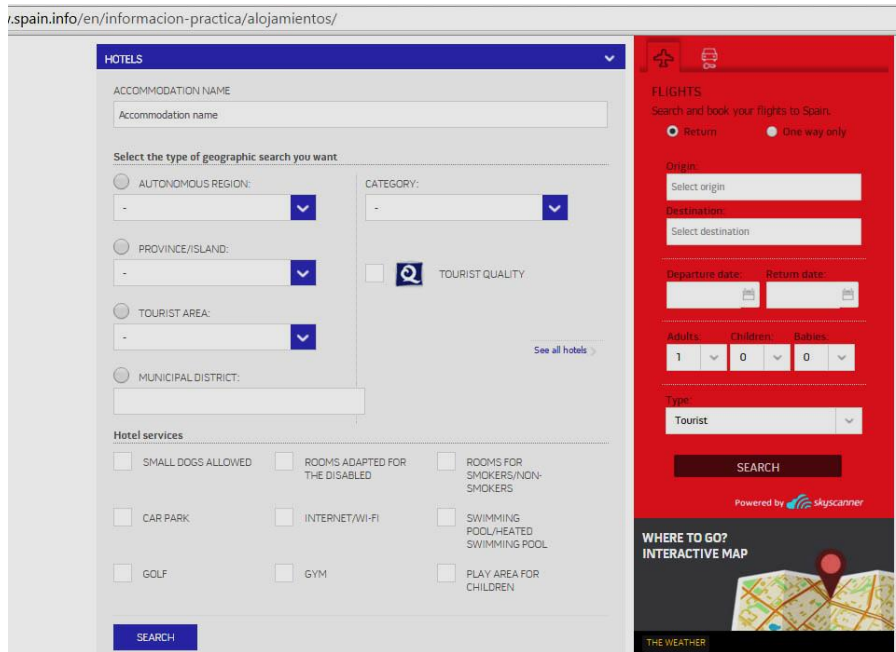 .spain.info/en/informacion-practica/alojamientos/
HOTELS
ACCOMMODATION NAME
Accommodation name
Select the type of geographic search you want
AUTONOMOUS REGION:
-
PROVINCE/ISLAND:
-
TOURIST AREA:
-
MUNICIPAL DISTRICT:
CATEGORY:
-
Q TOURIST QUALITY
See all hotels >
Hotel services
SMALL DOGS ALLOWED
ROOMS ADAPTED FOR
THE DISABLED
ROOMS FOR
SMOKERS/NON-
SMOKERS
CAR PARK
INTERNET/WI-FI
SWIMMING
POOL/HEATED
SWIMMING POOL
GOLF
GYM
PLAY AREA FOR
CHILDREN
SEARCH
FLIGHTS
Search and book your flights to Spain.
Return One way only
Origin:
Select origin
Destination:
Select destination
Departure date: Return date:
Adults: Children: Babies:
1 0 0
Type:
Tourist
SEARCH
Powered by skyscanner
WHERE TO GO?
INTERACTIVE MAP
THE WEATHER